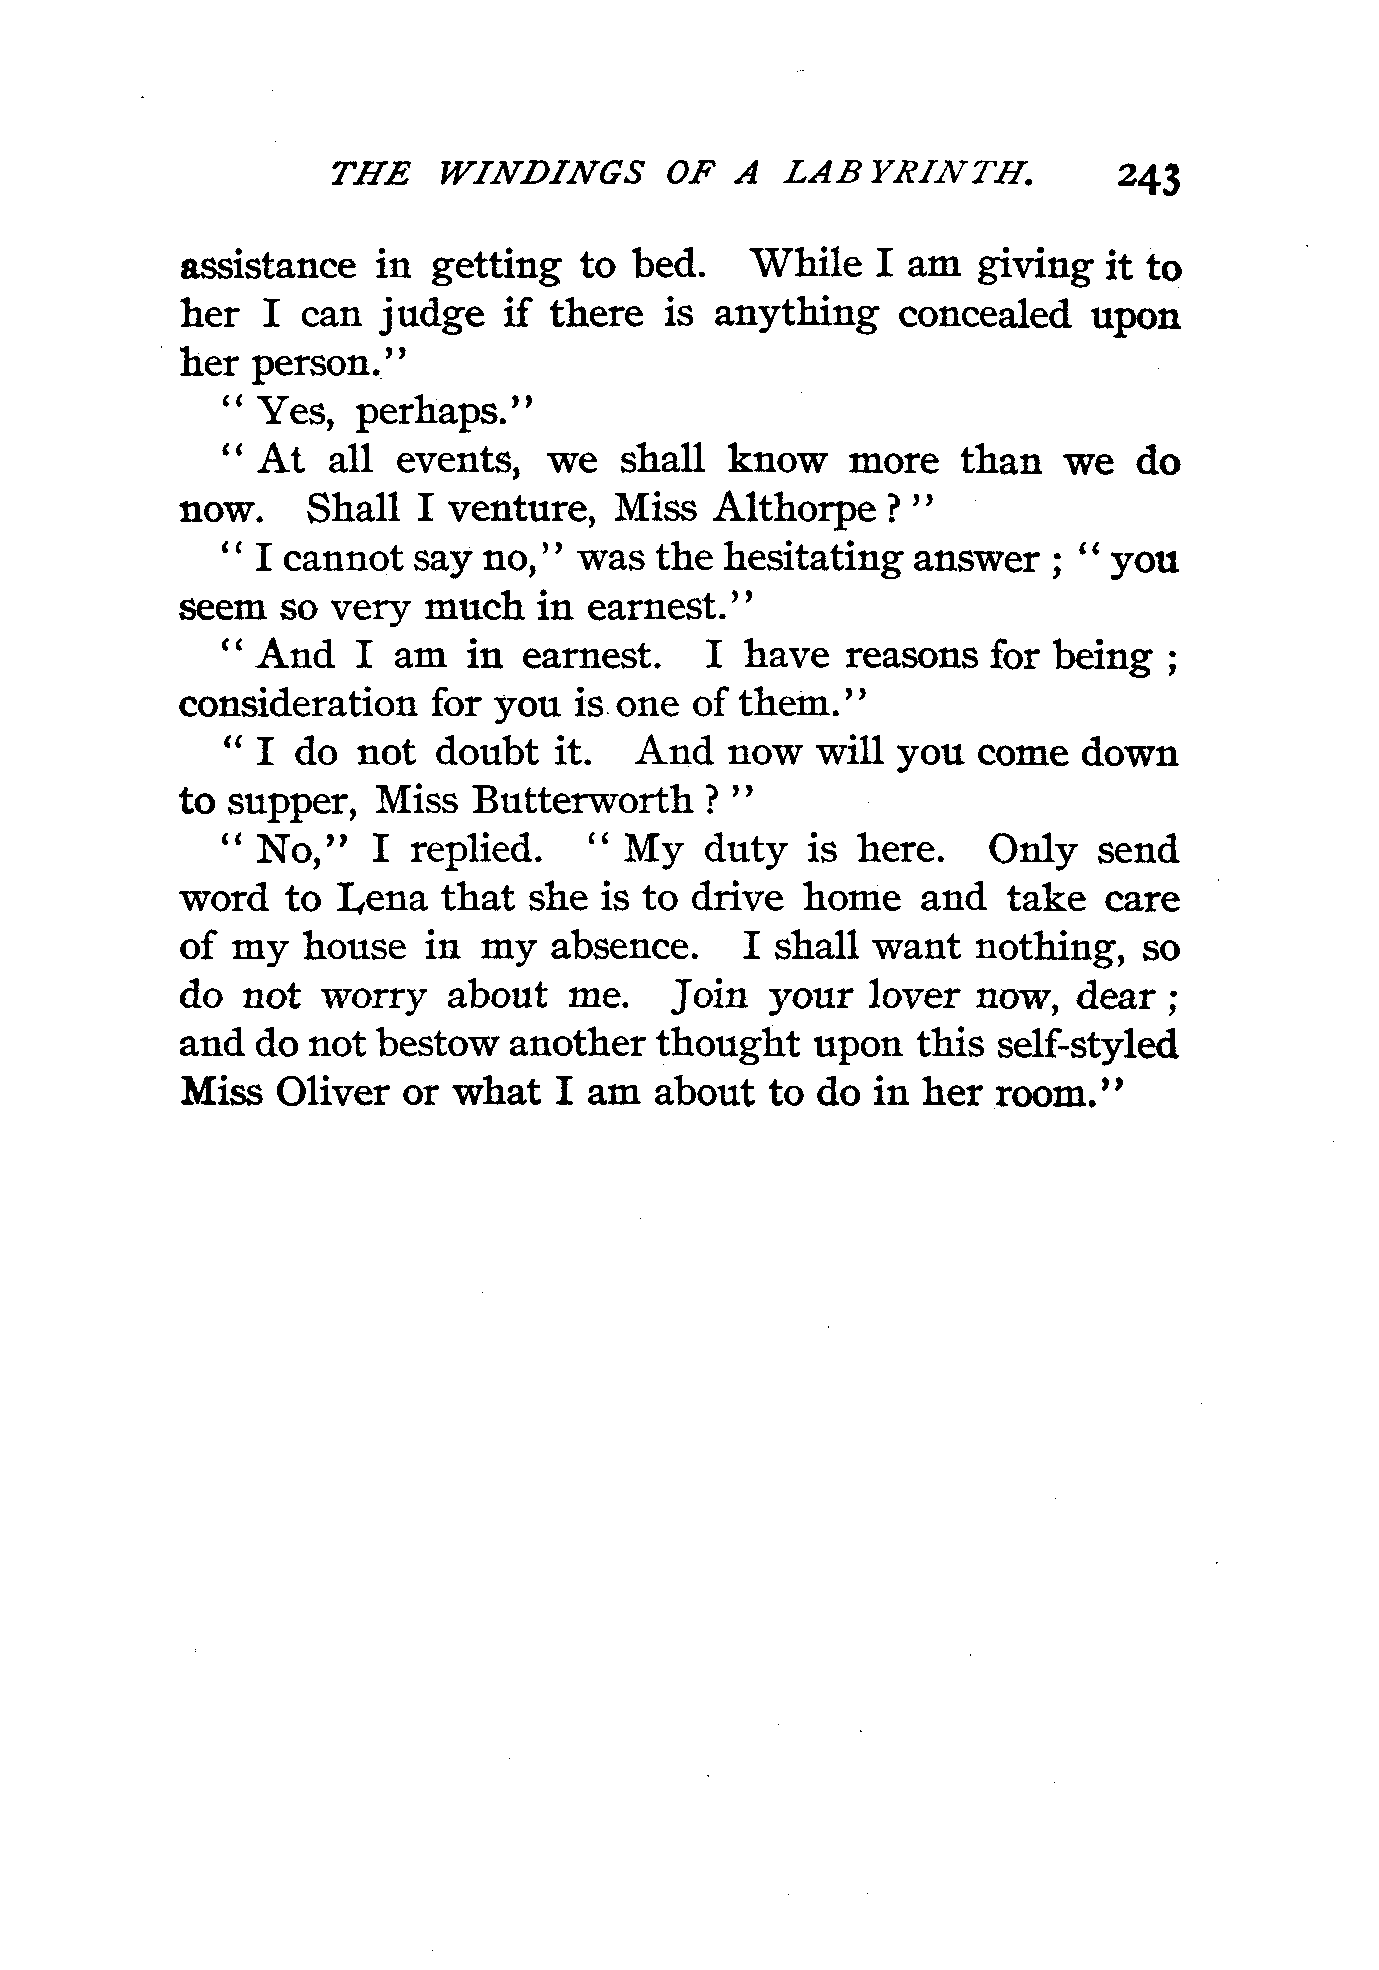 THE WINDINGS OF A LABYRINTH. 243
assistance in getting to bed. While I am giving it to
her I can judge if there is anything concealed upon
her person."
" Yes, perhaps."
" At all events, we shall know more than we do
now. Shall I venture, Miss Althorpe ? "
" I cannot say no," was the hesitating answer ; " you
seem so very much in earnest."
" And I am in earnest. I have reasons for being ;
consideration for you is one of them."
" I do not doubt it. And now will you come down
to supper, Miss Butterworth ? "
" No," I replied. " My duty is here. Only send
word to Lena that she is to drive home and take care
of my house in my absence. I shall want nothing, so
do not worry about me. Join your lover now, dear ;
and do not bestow another thought upon this self-styled
Miss Oliver or what I am about to do in her room."